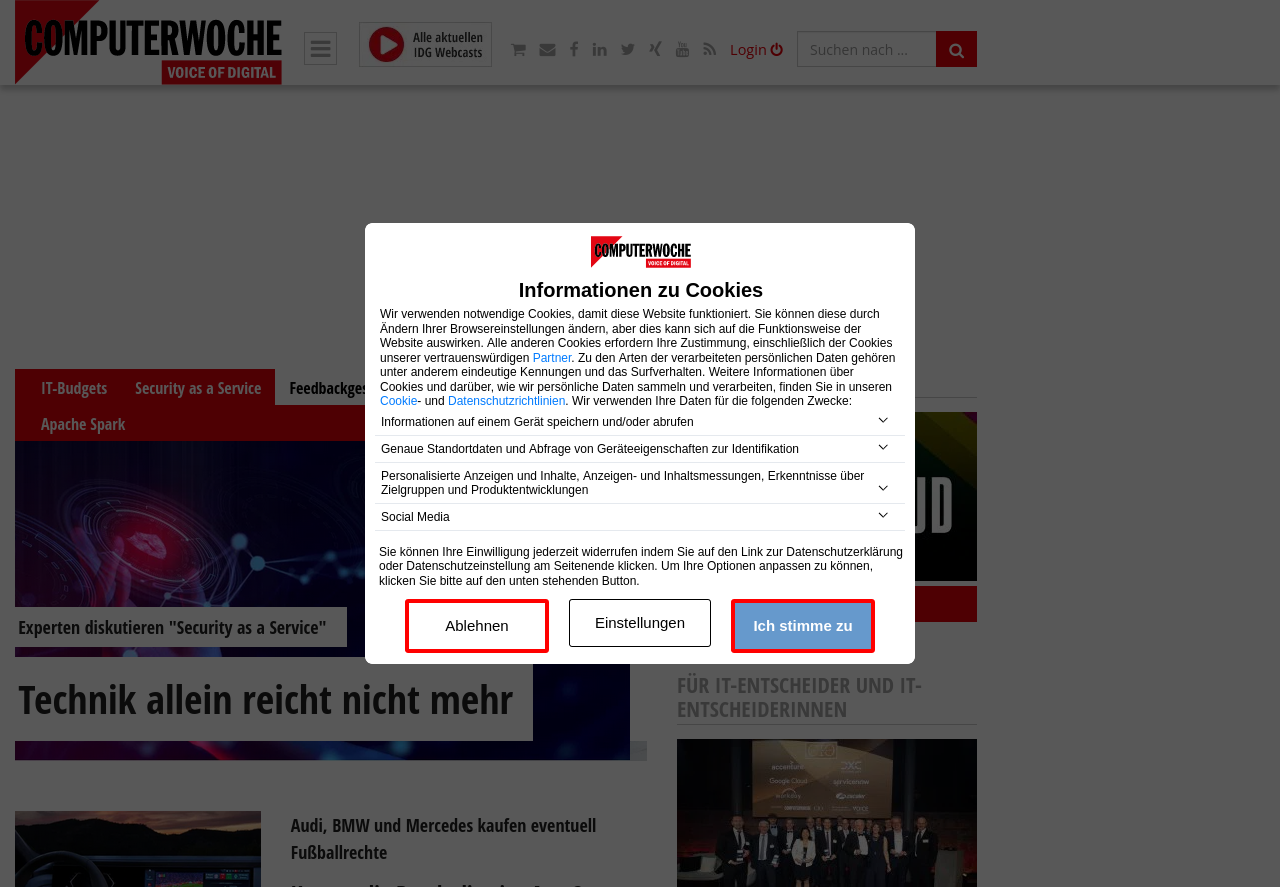 COMPUTERWOCHE
VOICE OF DIGITAL
Alle aktuellen
IDG Webcasts
Login
Suchen nach ...
COMPUTERWOCHE
VOICE OF DIGITAL
Informationen zu Cookies
Wir verwenden notwendige Cookies, damit diese Website funktioniert. Sie können diese durch
Ändern Ihrer Browsereinstellungen ändern, aber dies kann sich auf die Funktionsweise der
Website auswirken. Alle anderen Cookies erfordern Ihre Zustimmung, einschließlich der Cookies
unserer vertrauenswürdigen Partner. Zu den Arten der verarbeiteten persönlichen Daten gehören
unter anderem eindeutige Kennungen und das Surfverhalten. Weitere Informationen über
Cookies und darüber, wie wir persönliche Daten sammeln und verarbeiten, finden Sie in unseren
Cookie- und Datenschutzrichtlinien. Wir verwenden Ihre Daten für die folgenden Zwecke:
Informationen auf einem Gerät speichern und/oder abrufen
Genaue Standortdaten und Abfrage von Geräteeigenschaften zur Identifikation
Personalisierte Anzeigen und Inhalte, Anzeigen- und Inhaltsmessungen, Erkenntnisse über
Zielgruppen und Produktentwicklungen
Social Media
Sie können Ihre Einwilligung jederzeit widerrufen indem Sie auf den Link zur Datenschutzerklärung
oder Datenschutzeinstellung am Seitenende klicken. Um Ihre Optionen anpassen zu können,
klicken Sie bitte auf den unten stehenden Button.
Ablehnen
Einstellungen
Ich stimme zu
IT-Budgets
Security as a Service
Feedbackges
Apache Spark
Experten diskutieren "Security as a Service"
Technik allein reicht nicht mehr
UD
FÜR IT-ENTSCHEIDER UND IT-
ENTSCHEIDERINNEN
accenture
DXC
Google Cloud
servicenow
workday
Audi, BMW und Mercedes kaufen eventuell
Fußballrechte